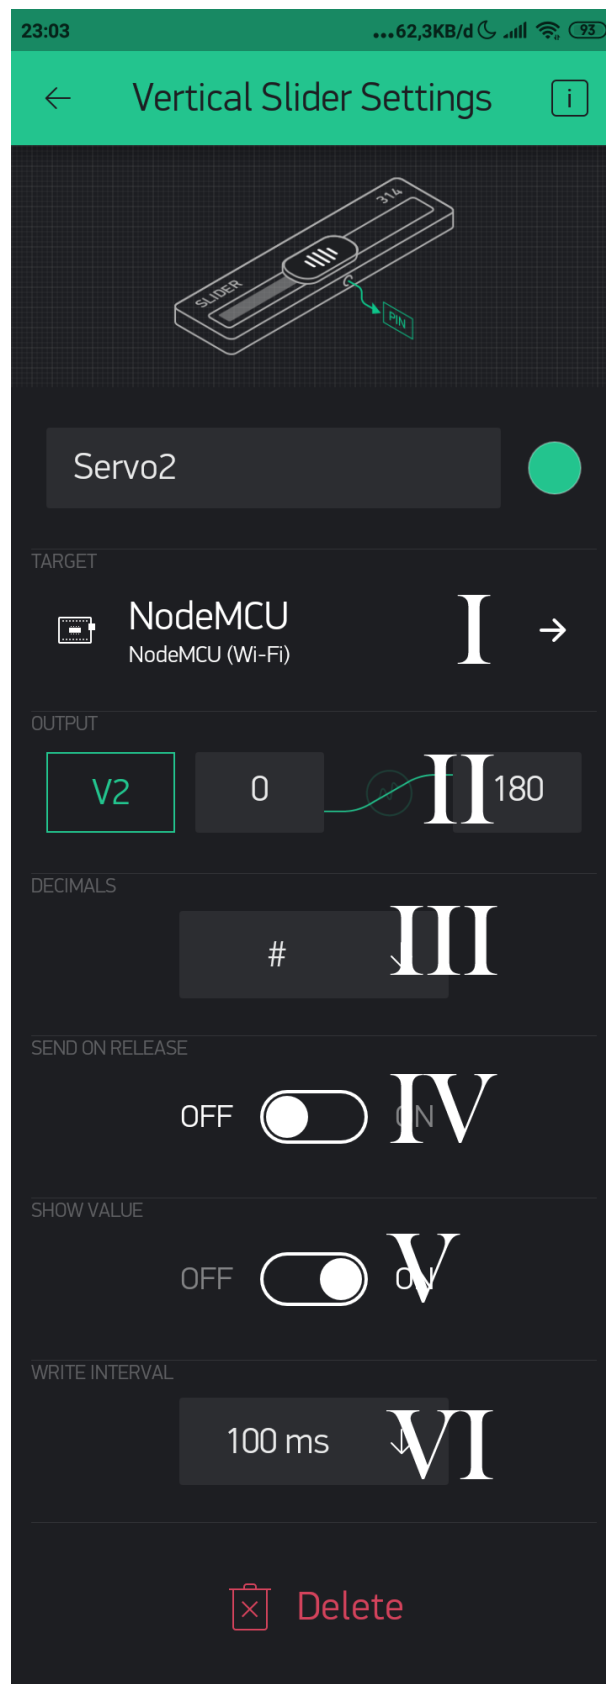 23:03 ...62,3KB/d 93
Vertical Slider Settings i
314
SLIDER
PIN
Servo2
TARGET
NodeMCU I
NodeMCU (Wi-Fi)
OUTPUT
V2 0 II 180
DECIMALS
# III
SEND ON RELEASE
OFF IV ON
SHOW VALUE
OFF V ON
WRITE INTERVAL
100 ms VI
Delete